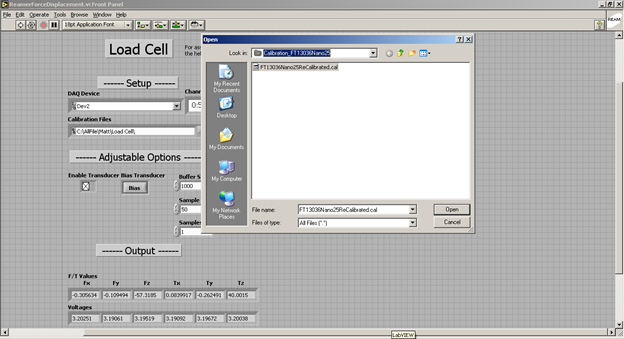 ReamerForceDisplacement.vi Front Panel
File Edit Operate Tools Browse Window Help
18pt Application Font
REAM
Load Cell
For ass
the hel
------ Setup ------
DAQ Device
Chann
Dev2
0:5
Calibration Files
C:\AllFile\Matt\Load Cell\
------ Adjustable Options ------
Enable Transducer Bias Transducer
Bias
Buffer S
1000
Sample
50
Samples
1
------ Output ------
F/T Values
Fx Fy Fz Tx Ty Tz
-0.305634 -0.109494 -57.3185 0.0839917 -0.262491 40.0015
Voltages
3.20251 3.19061 3.19519 3.19092 3.19672 3.20038
Open
Look in:
Calibration_FT13036Nano25
FT13036Nano25ReCalibrated.cal
My Recent
Documents
Desktop
My Documents
My Computer
My Network
Places
File name:
FT13036Nano25ReCalibrated.cal
Open
Files of type:
All Files (*.*)
Cancel
LabVIEW